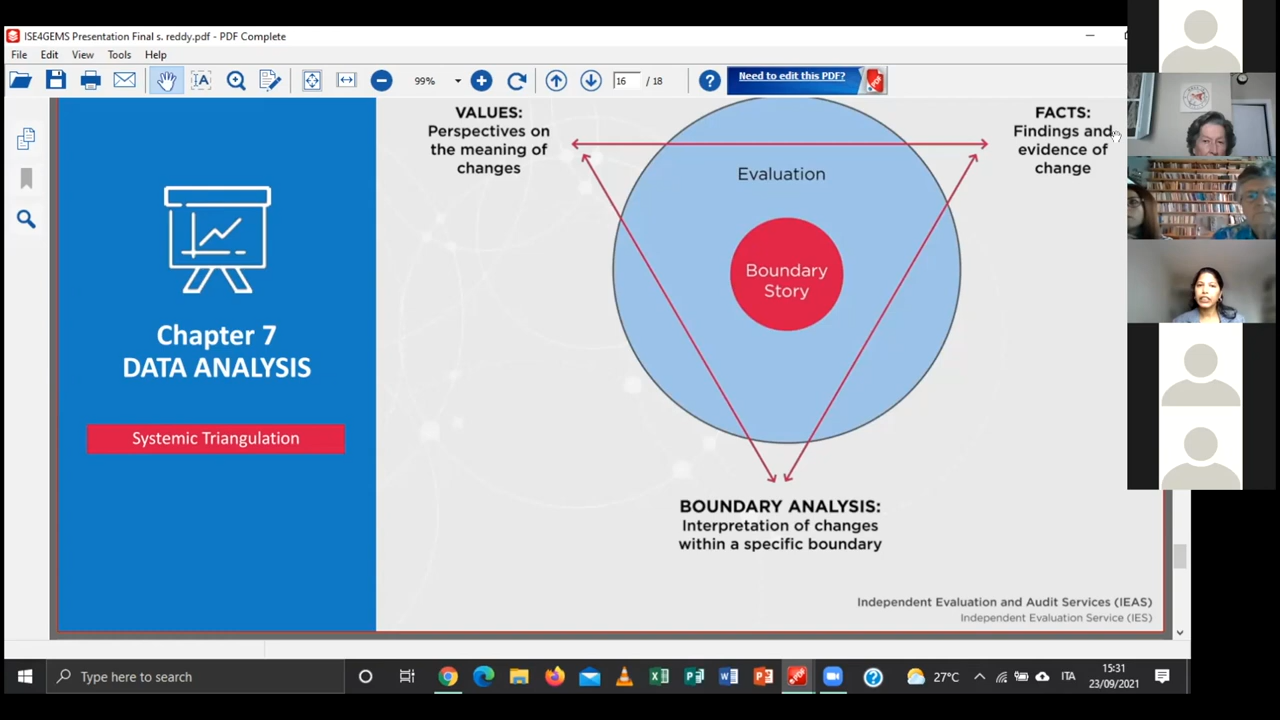 ISE4GEMS Presentation Final s. reddy.pdf - PDF Complete
File Edit View Tools Help
99%
16 / 18
Need to edit this PDF?
Chapter 7
DATA ANALYSIS
Systemic Triangulation
VALUES:
Perspectives on
the meaning of
changes
FACTS:
Findings and
evidence of
change
Evaluation
Boundary
Story
BOUNDARY ANALYSIS:
Interpretation of changes
within a specific boundary
Independent Evaluation and Audit Services (IEAS)
Independent Evaluation Service (IES)
Type here to search
27°C
ITA
15:31
23/09/2021